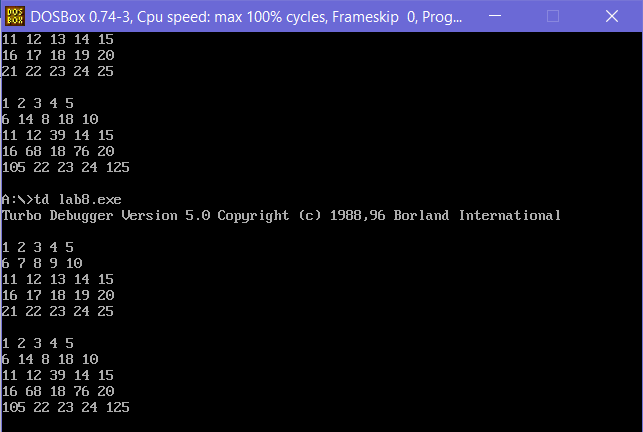 DOS BOX
DOSBox 0.74-3, Cpu speed: max 100% cycles, Frameskip 0, Prog...
11 12 13 14 15
16 17 18 19 20
21 22 23 24 25
1 2 3 4 5
6 14 8 18 10
11 12 39 14 15
16 68 18 76 20
105 22 23 24 125
A:\>td lab8.exe
Turbo Debugger Version 5.0 Copyright (c) 1988,96 Borland International
1 2 3 4 5
6 7 8 9 10
11 12 13 14 15
16 17 18 19 20
21 22 23 24 25
1 2 3 4 5
6 14 8 18 10
11 12 39 14 15
16 68 18 76 20
105 22 23 24 125